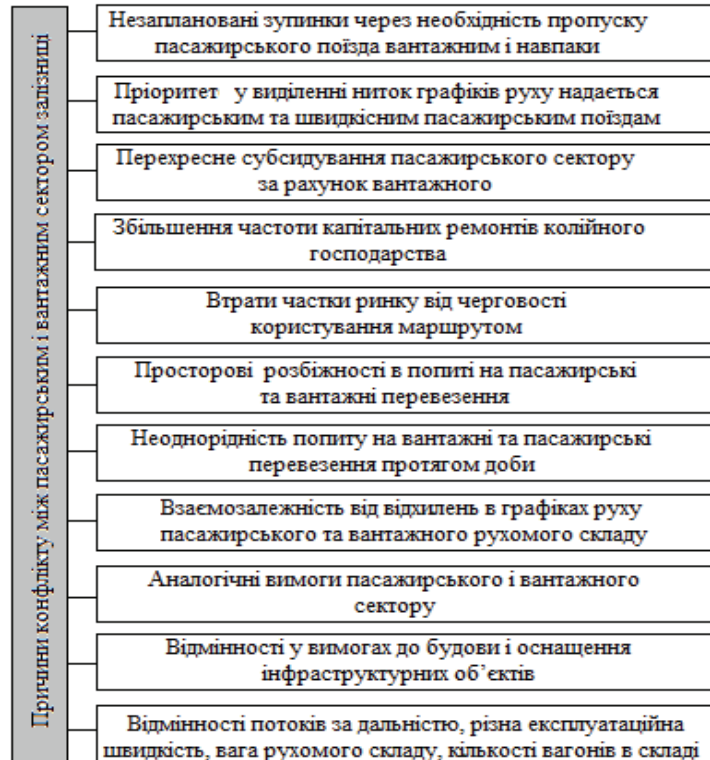 Причини конфлікту між пасажирським і вантажним сектором залізниці
Незаплановані зупинки через необхідність пропуску
пасажирського поїзда вантажним і навпаки
Пріоритет у виділенні ниток графіків руху надається
пасажирським та швидкісним пасажирським поїздам
Перехресне субсидування пасажирського сектору
за рахунок вантажного
Збільшення частоти капітальних ремонтів колійного
господарства
Втрати частки ринку від черговості
користування маршрутом
Просторові розбіжності в попиті на пасажирські
та вантажні перевезення
Неоднорідність попиту на вантажні та пасажирські
перевезення протягом доби
Взаємозалежність від відхилень в графіках руху
пасажирського та вантажного рухомого складу
Аналогічні вимоги пасажирського і вантажного
сектору
Відмінності у вимогах до будови і оснащення
інфраструктурних об’єктів
Відмінності потоків за дальністю, різна експлуатаційна
швидкість, вага рухомого складу, кількості вагонів в складі